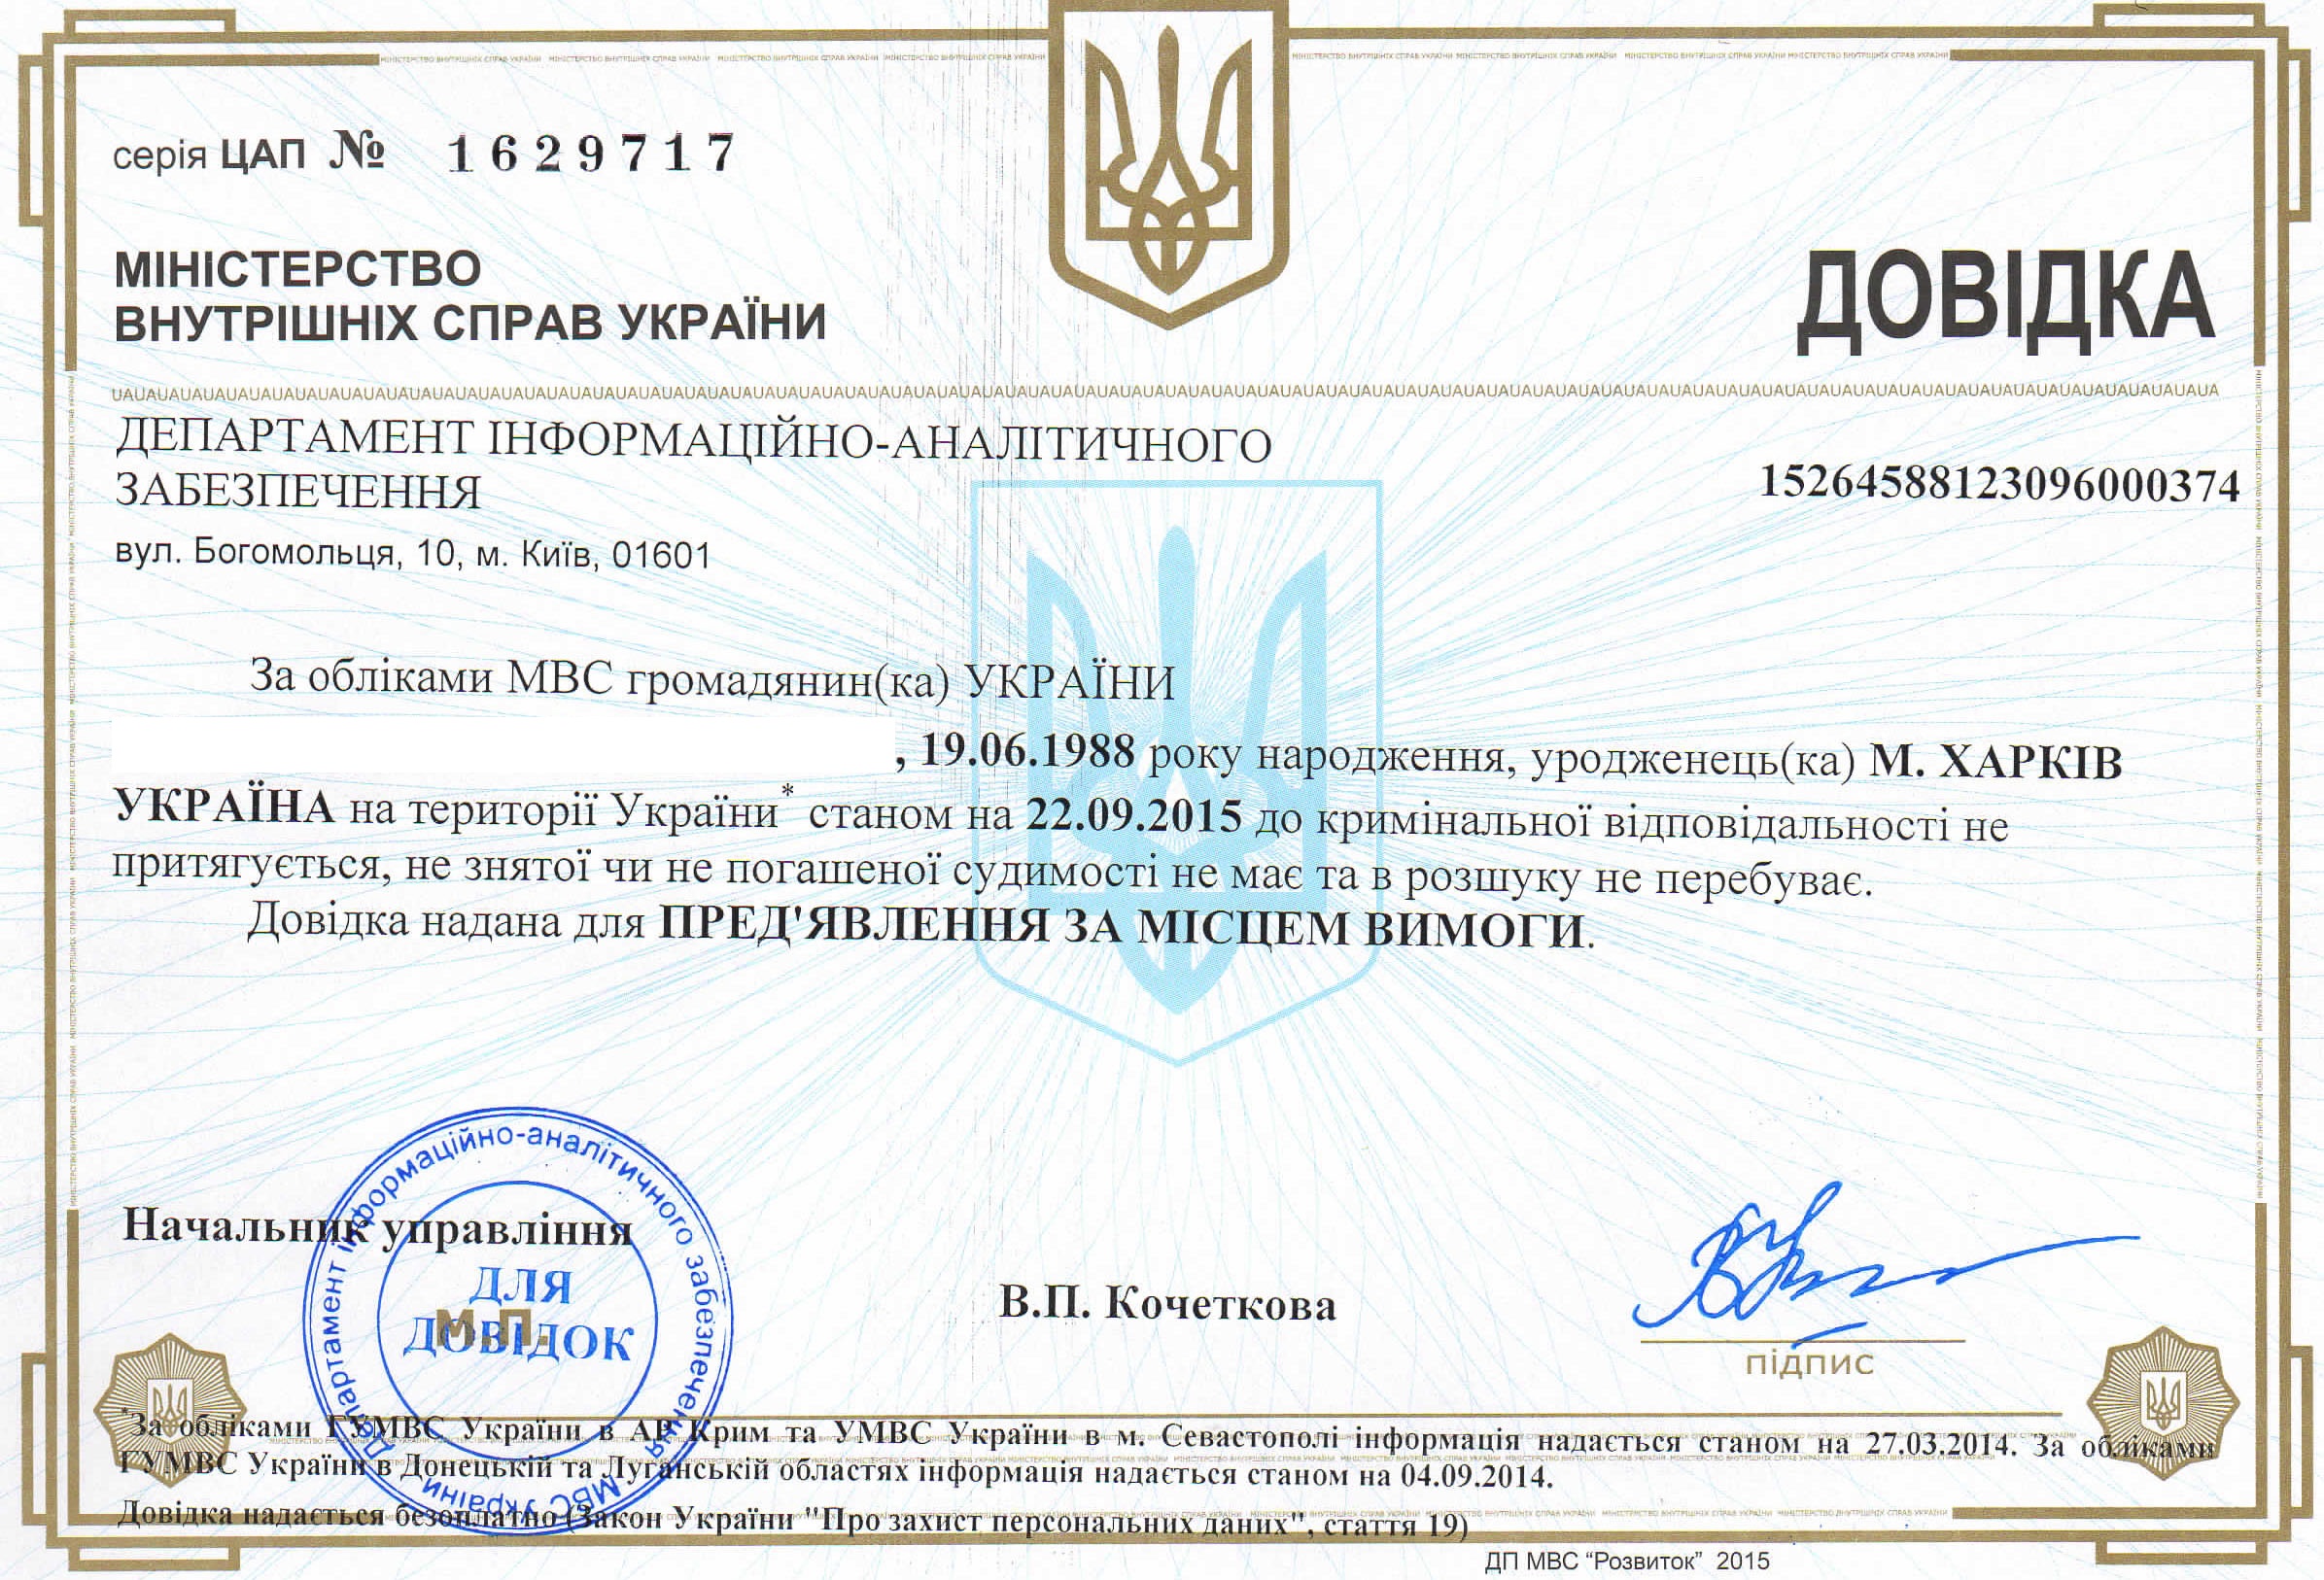 серія ЦАП № 1629717
МІНІСТЕРСТВО
ВНУТРІШНІХ СПРАВ УКРАЇНИ
ДОВІДКА
UAUAUAUAUAUAUAUAUAUAUAUAUAUAUAUAUAUAUAUAUAUAUAUAUAUAUAUAUAUAUAUAUAUAUAUAUAUAUAUAUAUAUAUAUAUAUAUAUAUAUAUAUAUAUAUAUAUAUAUAUAUAUAUAUAUAUAUAUAUAUAUAUAUAUAUAUAUAUAUAUAUAUAUAUAUAUAUAUAUAUA
ДЕПАРТАМЕНТ ІНФОРМАЦІЙНО-АНАЛІТИЧНОГО
ЗАБЕЗПЕЧЕННЯ
15264588123096000374
вул. Богомольця, 10, м. Київ, 01601
За обліками МВС громадянин(ка) УКРАЇНИ
, 19.06.1988 року народження, уродженець(ка) М. ХАРКІВ
УКРАЇНА на території України* станом на 22.09.2015 до кримінальної відповідальності не
притягується, не знятої чи не погашеної судимості не має та в розшуку не перебуває.
Довідка надана для ПРЕД'ЯВЛЕННЯ ЗА МІСЦЕМ ВИМОГИ.
Начальник управління
В.П. Кочеткова
підпис
М.П.
Департамент інформаційно-аналітичного забезпечення МВС України
ДЛЯ
ДОВІДОК
*За обліками ГУМВС України в АР Крим та УМВС України в м. Севастополі інформація надається станом на 27.03.2014. За обліками
ГУМВС України в Донецькій та Луганській областях інформація надається станом на 04.09.2014.
Довідка надається безоплатно (Закон України "Про захист персональних даних", стаття 19)
ДП МВС “Розвиток” 2015